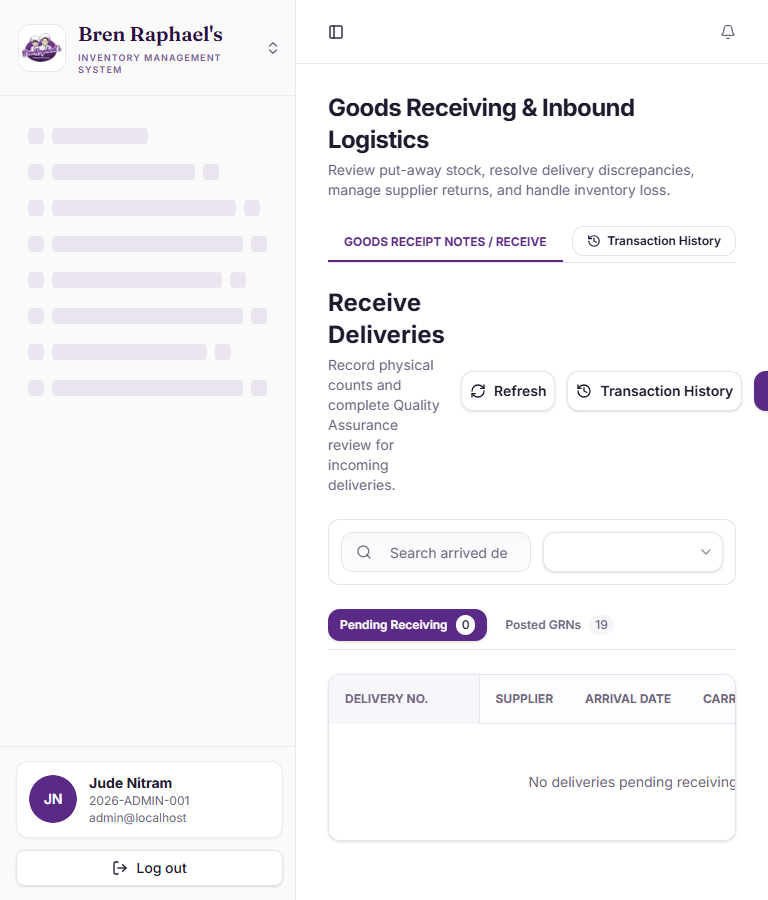 Bren Raphael's
INVENTORY MANAGEMENT
SYSTEM
Goods Receiving & Inbound
Logistics
Review put-away stock, resolve delivery discrepancies,
manage supplier returns, and handle inventory loss.
GOODS RECEIPT NOTES / RECEIVE
Transaction History
Receive
Deliveries
Record physical
counts and
complete Quality
Assurance
review for
incoming
deliveries.
Refresh
Transaction History
Search arrived de
Pending Receiving 0
Posted GRNs 19
DELIVERY NO. SUPPLIER ARRIVAL DATE CARR
No deliveries pending receiving
JN
Jude Nitram
2026-ADMIN-001
admin@localhost
Log out